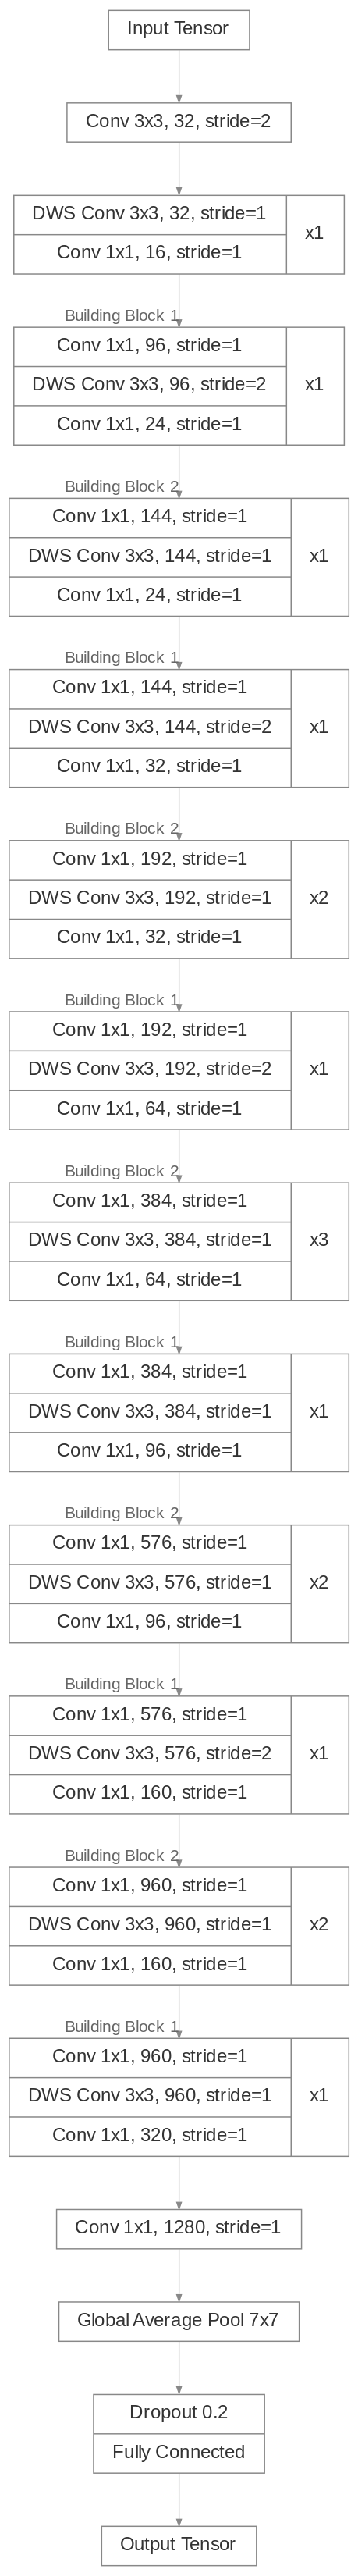 Input Tensor
Conv 3x3, 32, stride=2
DWS Conv 3x3, 32, stride=1
Conv 1x1, 16, stride=1
x1
Building Block 1
Conv 1x1, 96, stride=1
DWS Conv 3x3, 96, stride=2
Conv 1x1, 24, stride=1
x1
Building Block 2
Conv 1x1, 144, stride=1
DWS Conv 3x3, 144, stride=1
Conv 1x1, 24, stride=1
x1
Building Block 1
Conv 1x1, 144, stride=1
DWS Conv 3x3, 144, stride=2
Conv 1x1, 32, stride=1
x1
Building Block 2
Conv 1x1, 192, stride=1
DWS Conv 3x3, 192, stride=1
Conv 1x1, 32, stride=1
x2
Building Block 1
Conv 1x1, 192, stride=1
DWS Conv 3x3, 192, stride=2
Conv 1x1, 64, stride=1
x1
Building Block 2
Conv 1x1, 384, stride=1
DWS Conv 3x3, 384, stride=1
Conv 1x1, 64, stride=1
x3
Building Block 1
Conv 1x1, 384, stride=1
DWS Conv 3x3, 384, stride=1
Conv 1x1, 96, stride=1
x1
Building Block 2
Conv 1x1, 576, stride=1
DWS Conv 3x3, 576, stride=1
Conv 1x1, 96, stride=1
x2
Building Block 1
Conv 1x1, 576, stride=1
DWS Conv 3x3, 576, stride=2
Conv 1x1, 160, stride=1
x1
Building Block 2
Conv 1x1, 960, stride=1
DWS Conv 3x3, 960, stride=1
Conv 1x1, 160, stride=1
x2
Building Block 1
Conv 1x1, 960, stride=1
DWS Conv 3x3, 960, stride=1
Conv 1x1, 320, stride=1
x1
Conv 1x1, 1280, stride=1
Global Average Pool 7x7
Dropout 0.2
Fully Connected
Output Tensor